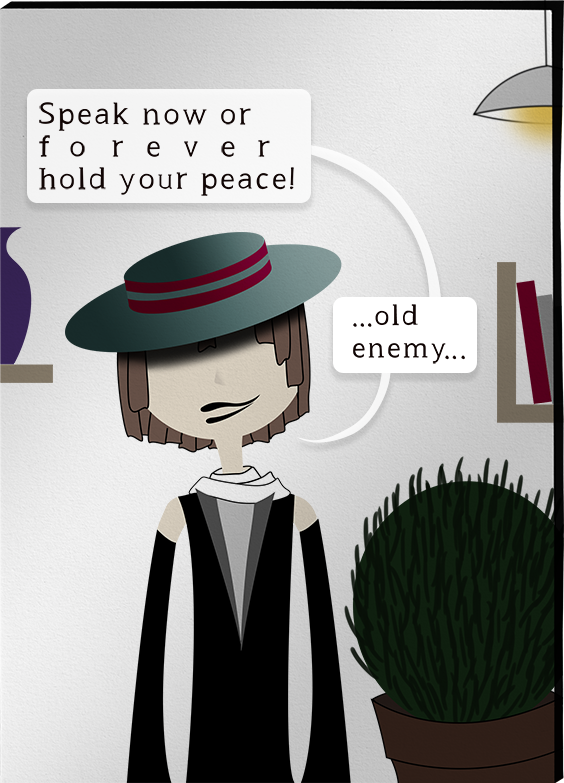 Speak now or
f o r e v e r
hold your peace!
...old
enemy...